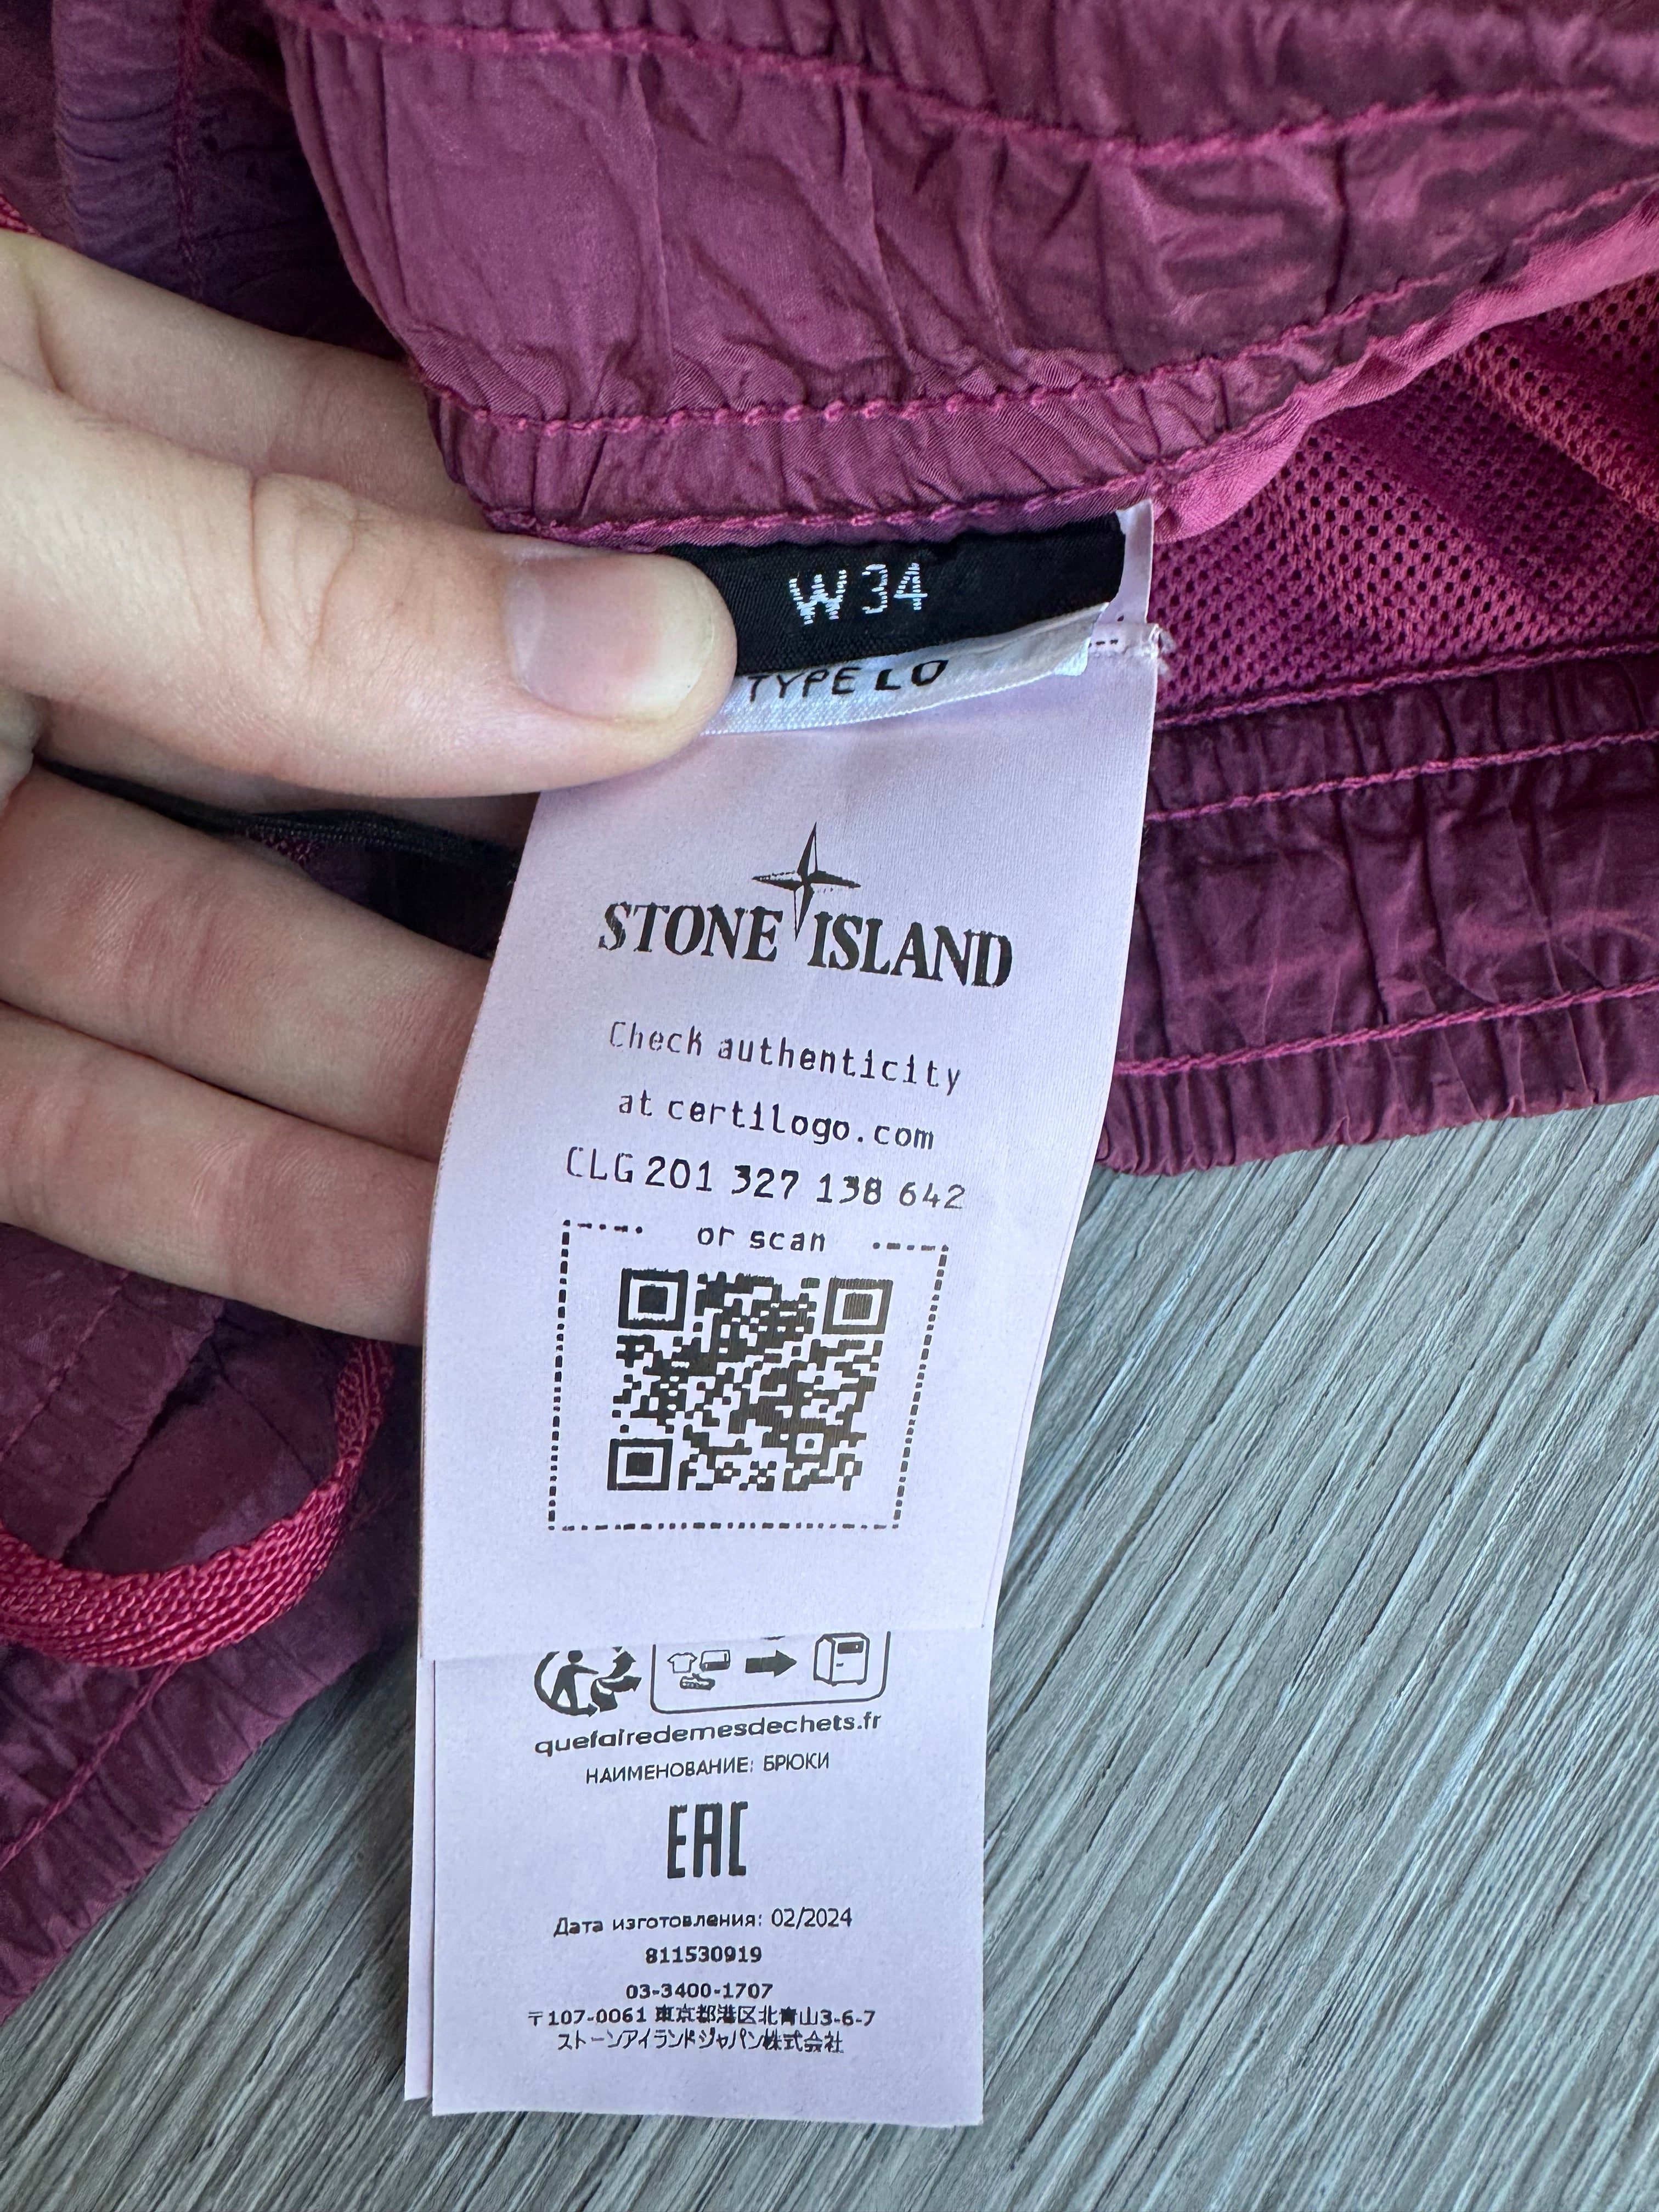 W34
TYPE LO
STONE ISLAND
Check authenticity
at certilogo.com
CLG 201 327 138 642
or scan
quefairedemesdechets.fr
НАИМЕНОВАНИЕ: БРЮКИ
EAC
Дата изготовления: 02/2024
811530919
03-3400-1707
〒107-0061 東京都港区北青山3-6-7
ストーンアイランドジャパン株式会社